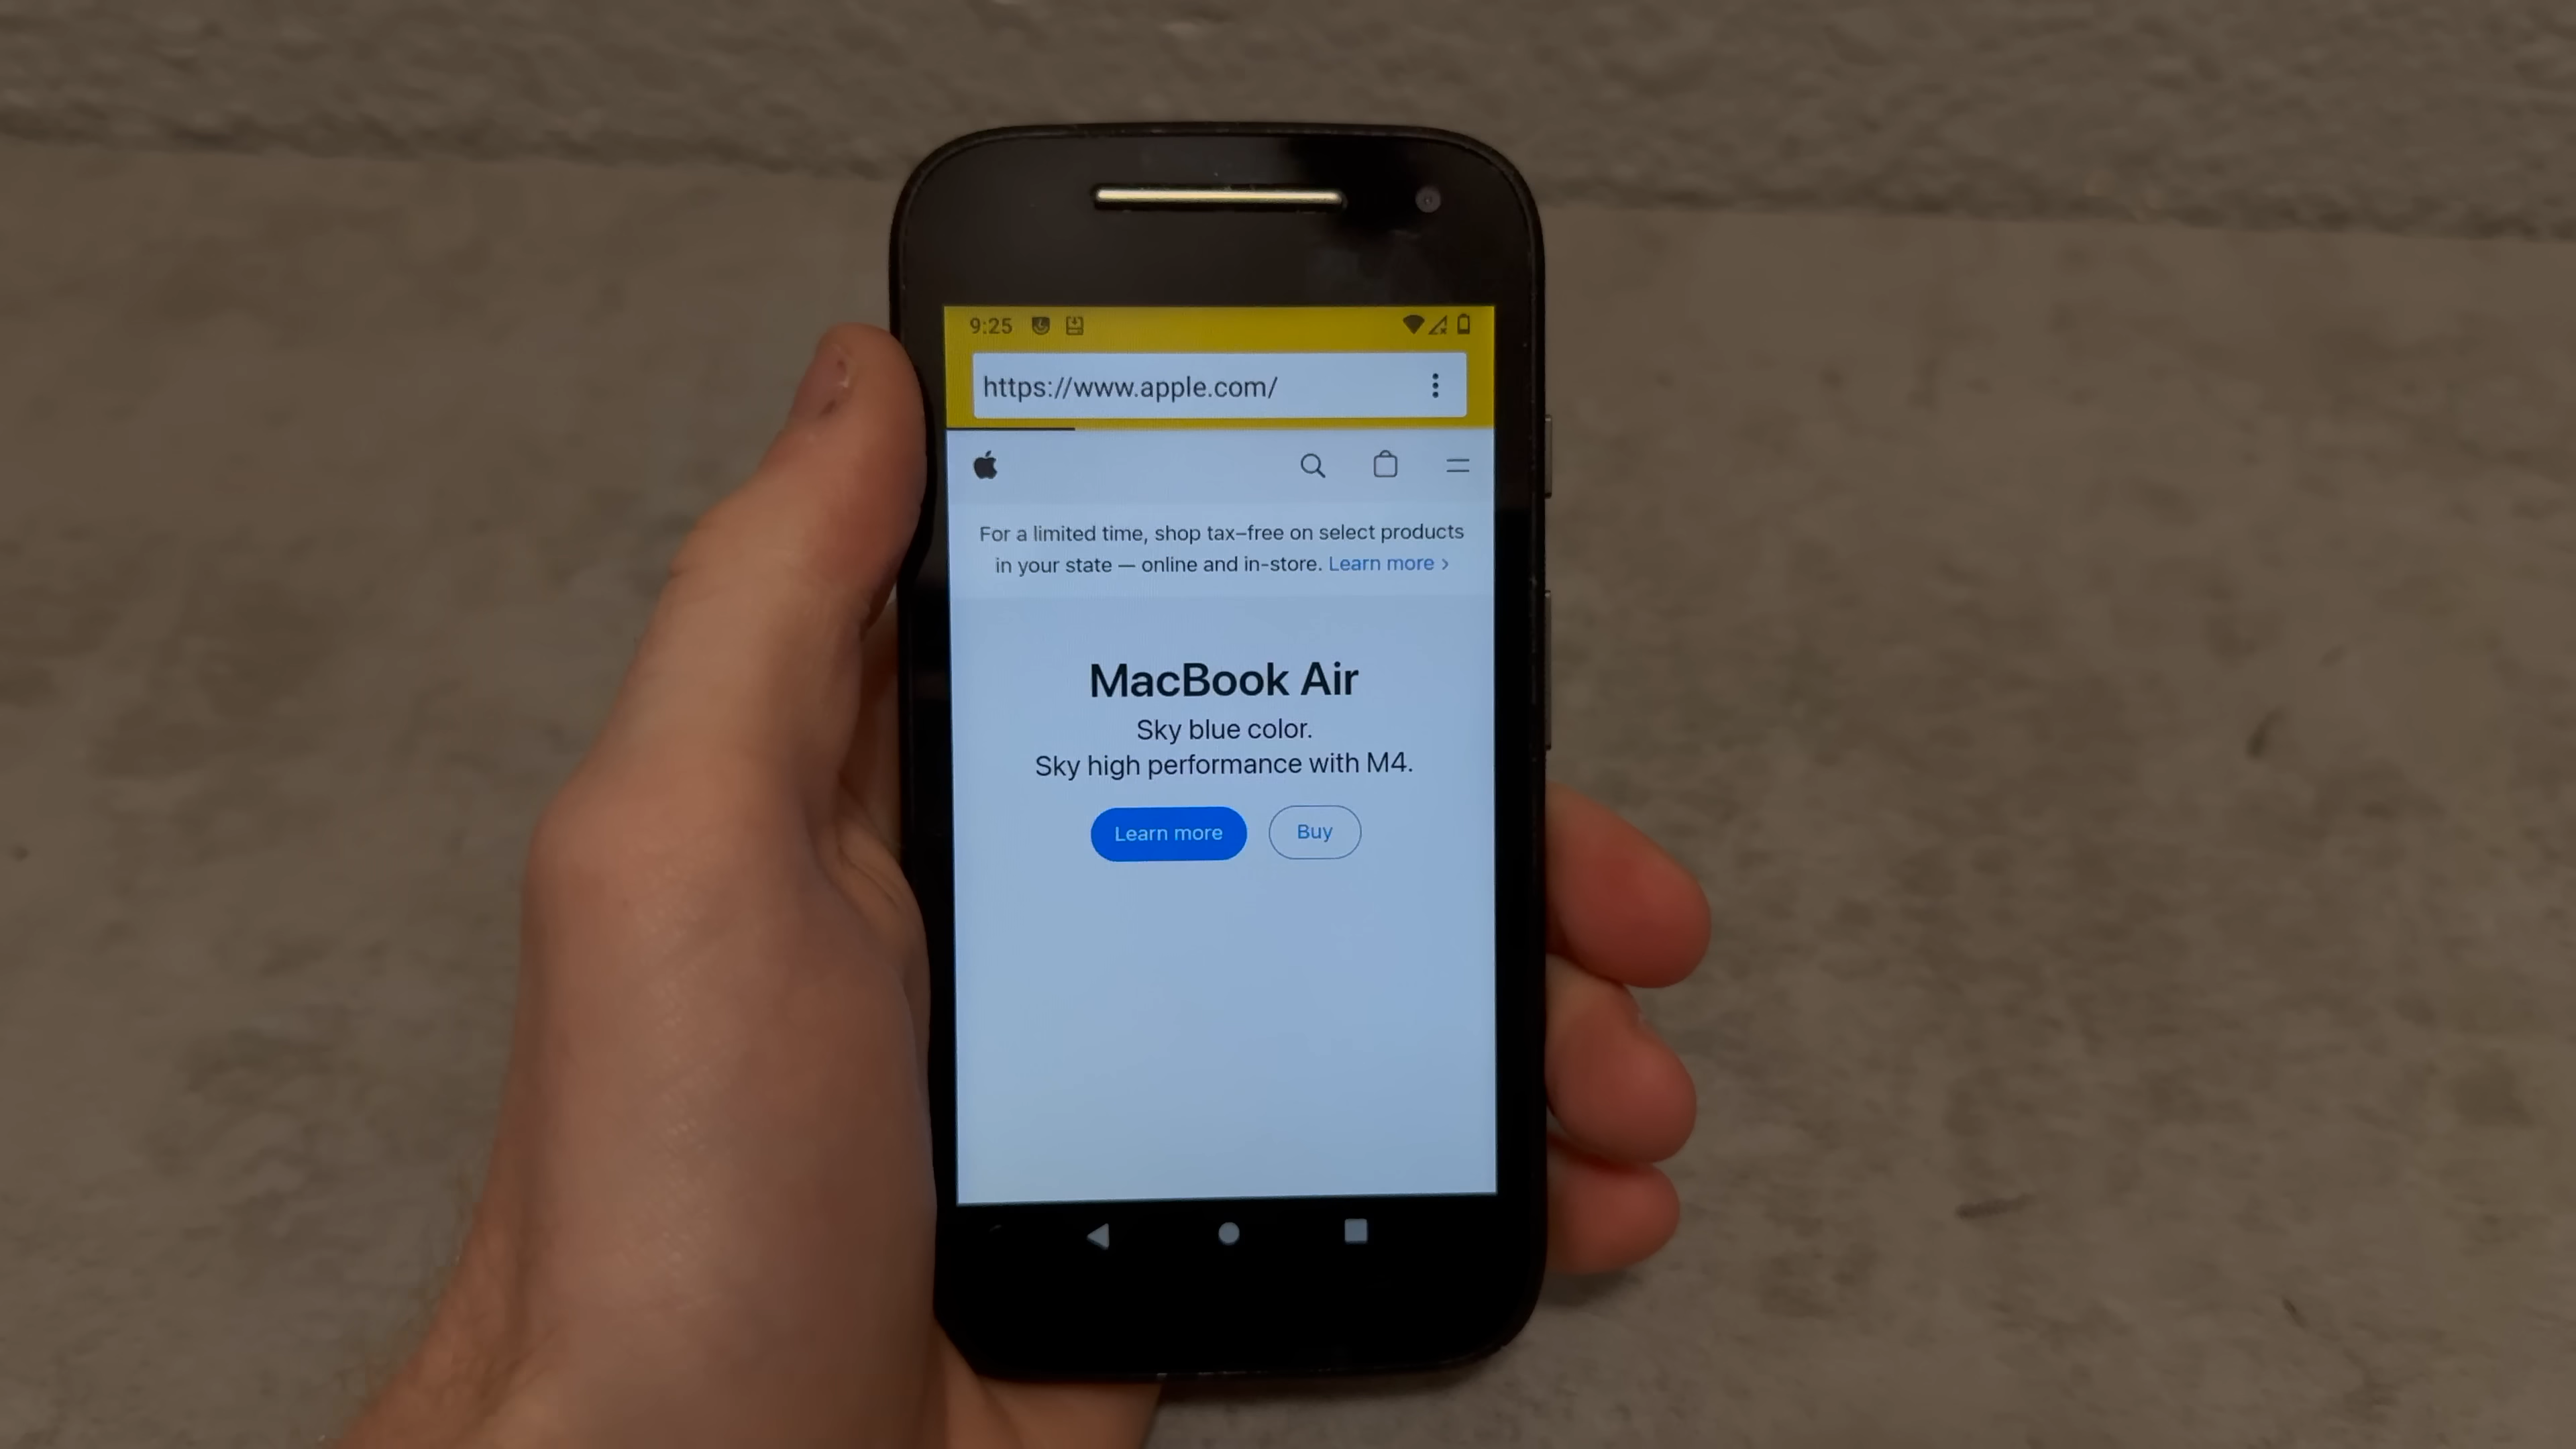 9:25
https://www.apple.com/
For a limited time, shop tax-free on select products
in your state — online and in-store. Learn more >
MacBook Air
Sky blue color.
Sky high performance with M4.
Learn more
Buy